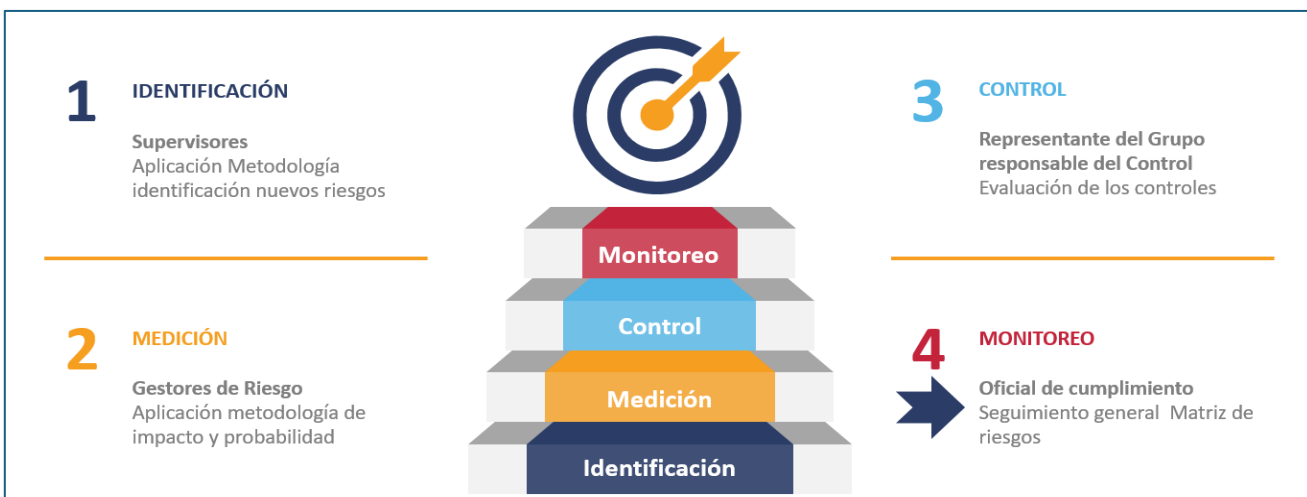 1
IDENTIFICACIÓN
Supervisores
Aplicación Metodología
identificación nuevos riesgos
2
MEDICIÓN
Gestores de Riesgo
Aplicación metodología de
impacto y probabilidad
Monitoreo
Control
Medición
Identificación
3
CONTROL
Representante del Grupo
responsable del Control
Evaluación de los controles
4
MONITOREO
Oficial de cumplimiento
Seguimiento general Matriz de
riesgos